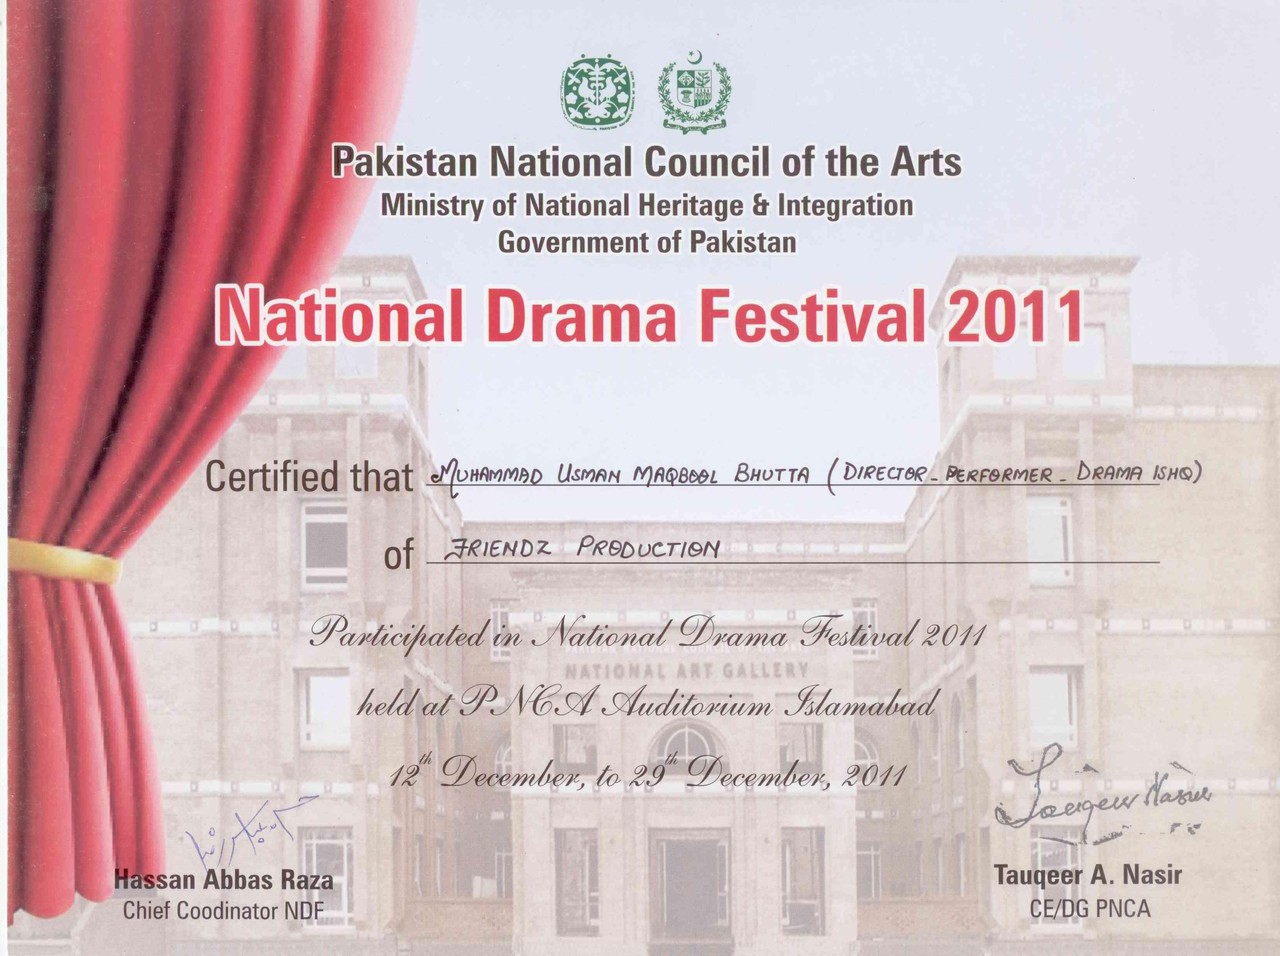 Pakistan National Council of the Arts
Ministry of National Heritage & Integration
Government of Pakistan
National Drama Festival 2011
Certified that MUHAMMAD USMAN MAQBOOL BHUTTA (DIRECTOR - PERFORMER - DRAMA ISHQ)
of FRIENDZ PRODUCTION
Participated in National Drama Festival 2011
NATIONAL ART GALLERY
held at PNCA Auditorium Islamabad
12th December, to 29th December, 2011
Tauqeer Nasir
Hassan Abbas Raza
Chief Coodinator NDF
Tauqeer A. Nasir
CE/DG PNCA